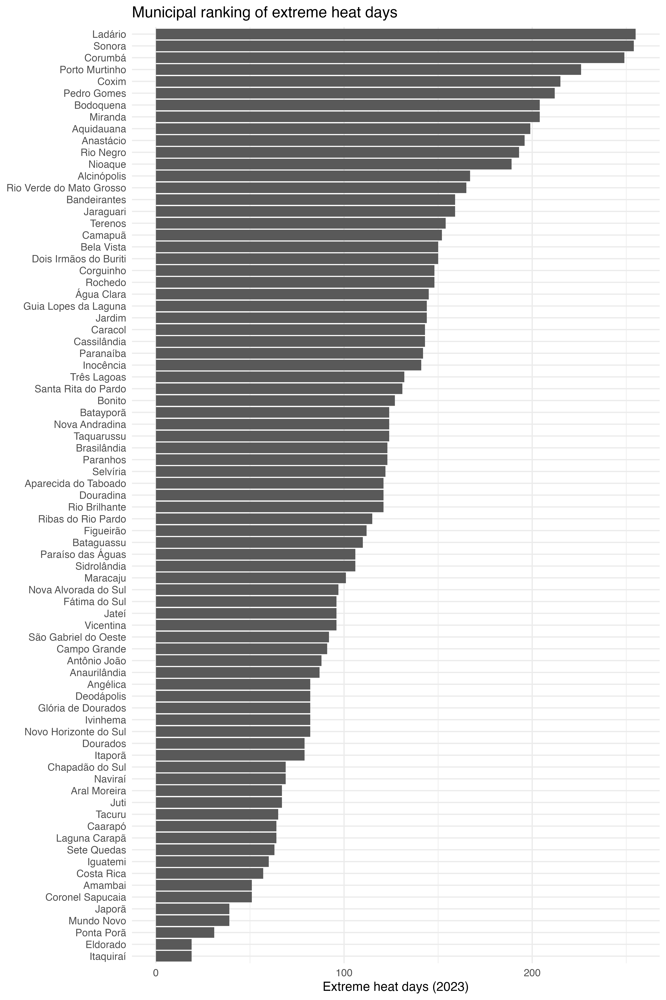 Municipal ranking of extreme heat days
Ladário
Sonora
Corumbá
Porto Murtinho
Coxim
Pedro Gomes
Bodoquena
Miranda
Aquidauana
Anastácio
Rio Negro
Nioaque
Alcinópolis
Rio Verde do Mato Grosso
Bandeirantes
Jaraguari
Terenos
Camapuã
Bela Vista
Dois Irmãos do Buriti
Corguinho
Rochedo
Água Clara
Guia Lopes da Laguna
Jardim
Caracol
Cassilândia
Paranaíba
Inocência
Três Lagoas
Santa Rita do Pardo
Bonito
Batayporã
Nova Andradina
Taquarussu
Brasilândia
Paranhos
Selvíria
Aparecida do Taboado
Douradina
Rio Brilhante
Ribas do Rio Pardo
Figueirão
Bataguassu
Paraíso das Águas
Sidrolândia
Maracaju
Nova Alvorada do Sul
Fátima do Sul
Jateí
Vicentina
São Gabriel do Oeste
Campo Grande
Antônio João
Anaurilândia
Angélica
Deodápolis
Glória de Dourados
Ivinhema
Novo Horizonte do Sul
Dourados
Itaporã
Chapadão do Sul
Naviraí
Aral Moreira
Juti
Tacuru
Caarapó
Laguna Carapã
Sete Quedas
Iguatemi
Costa Rica
Amambai
Coronel Sapucaia
Japorã
Mundo Novo
Ponta Porã
Eldorado
Itaquiraí
0 100 200
Extreme heat days (2023)